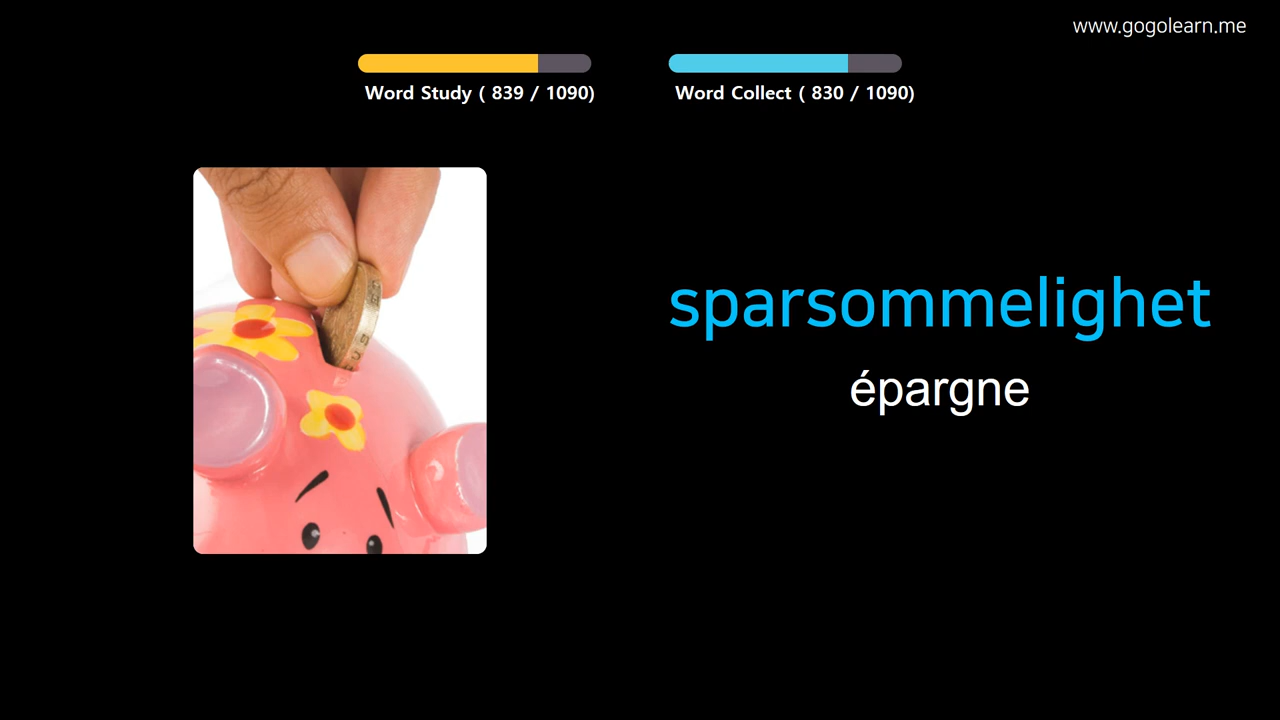 www.gogolearn.me
Word Study ( 839 / 1090)
Word Collect ( 830 / 1090)
sparsommelighet
épargne